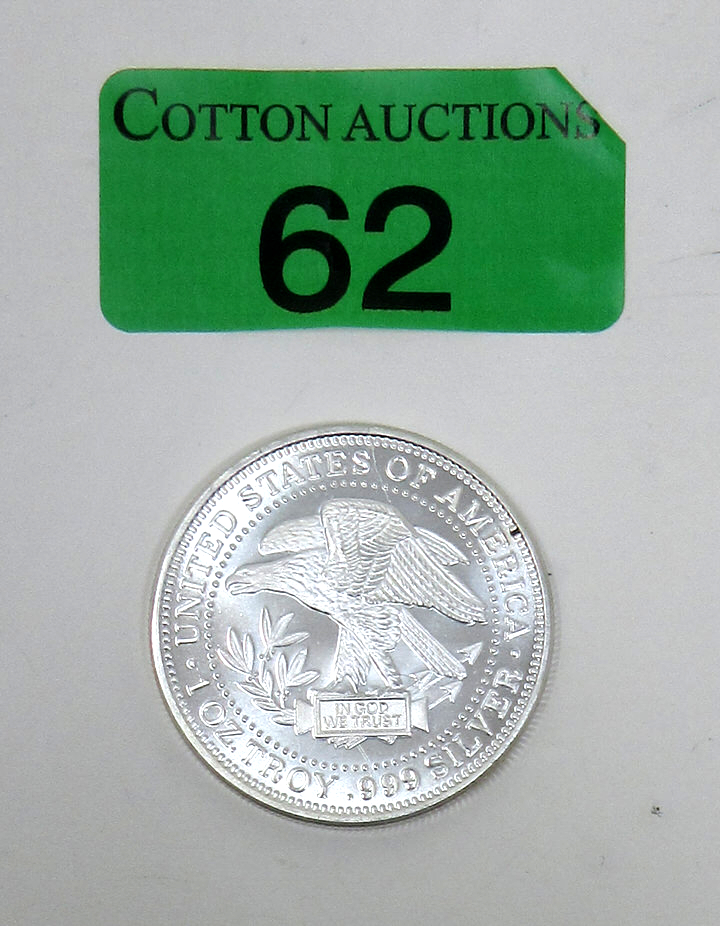 COTTON AUCTIONS
62
UNITED STATES OF AMERICA
IN GOD
WE TRUST
1 OZ. TROY .999 SILVER